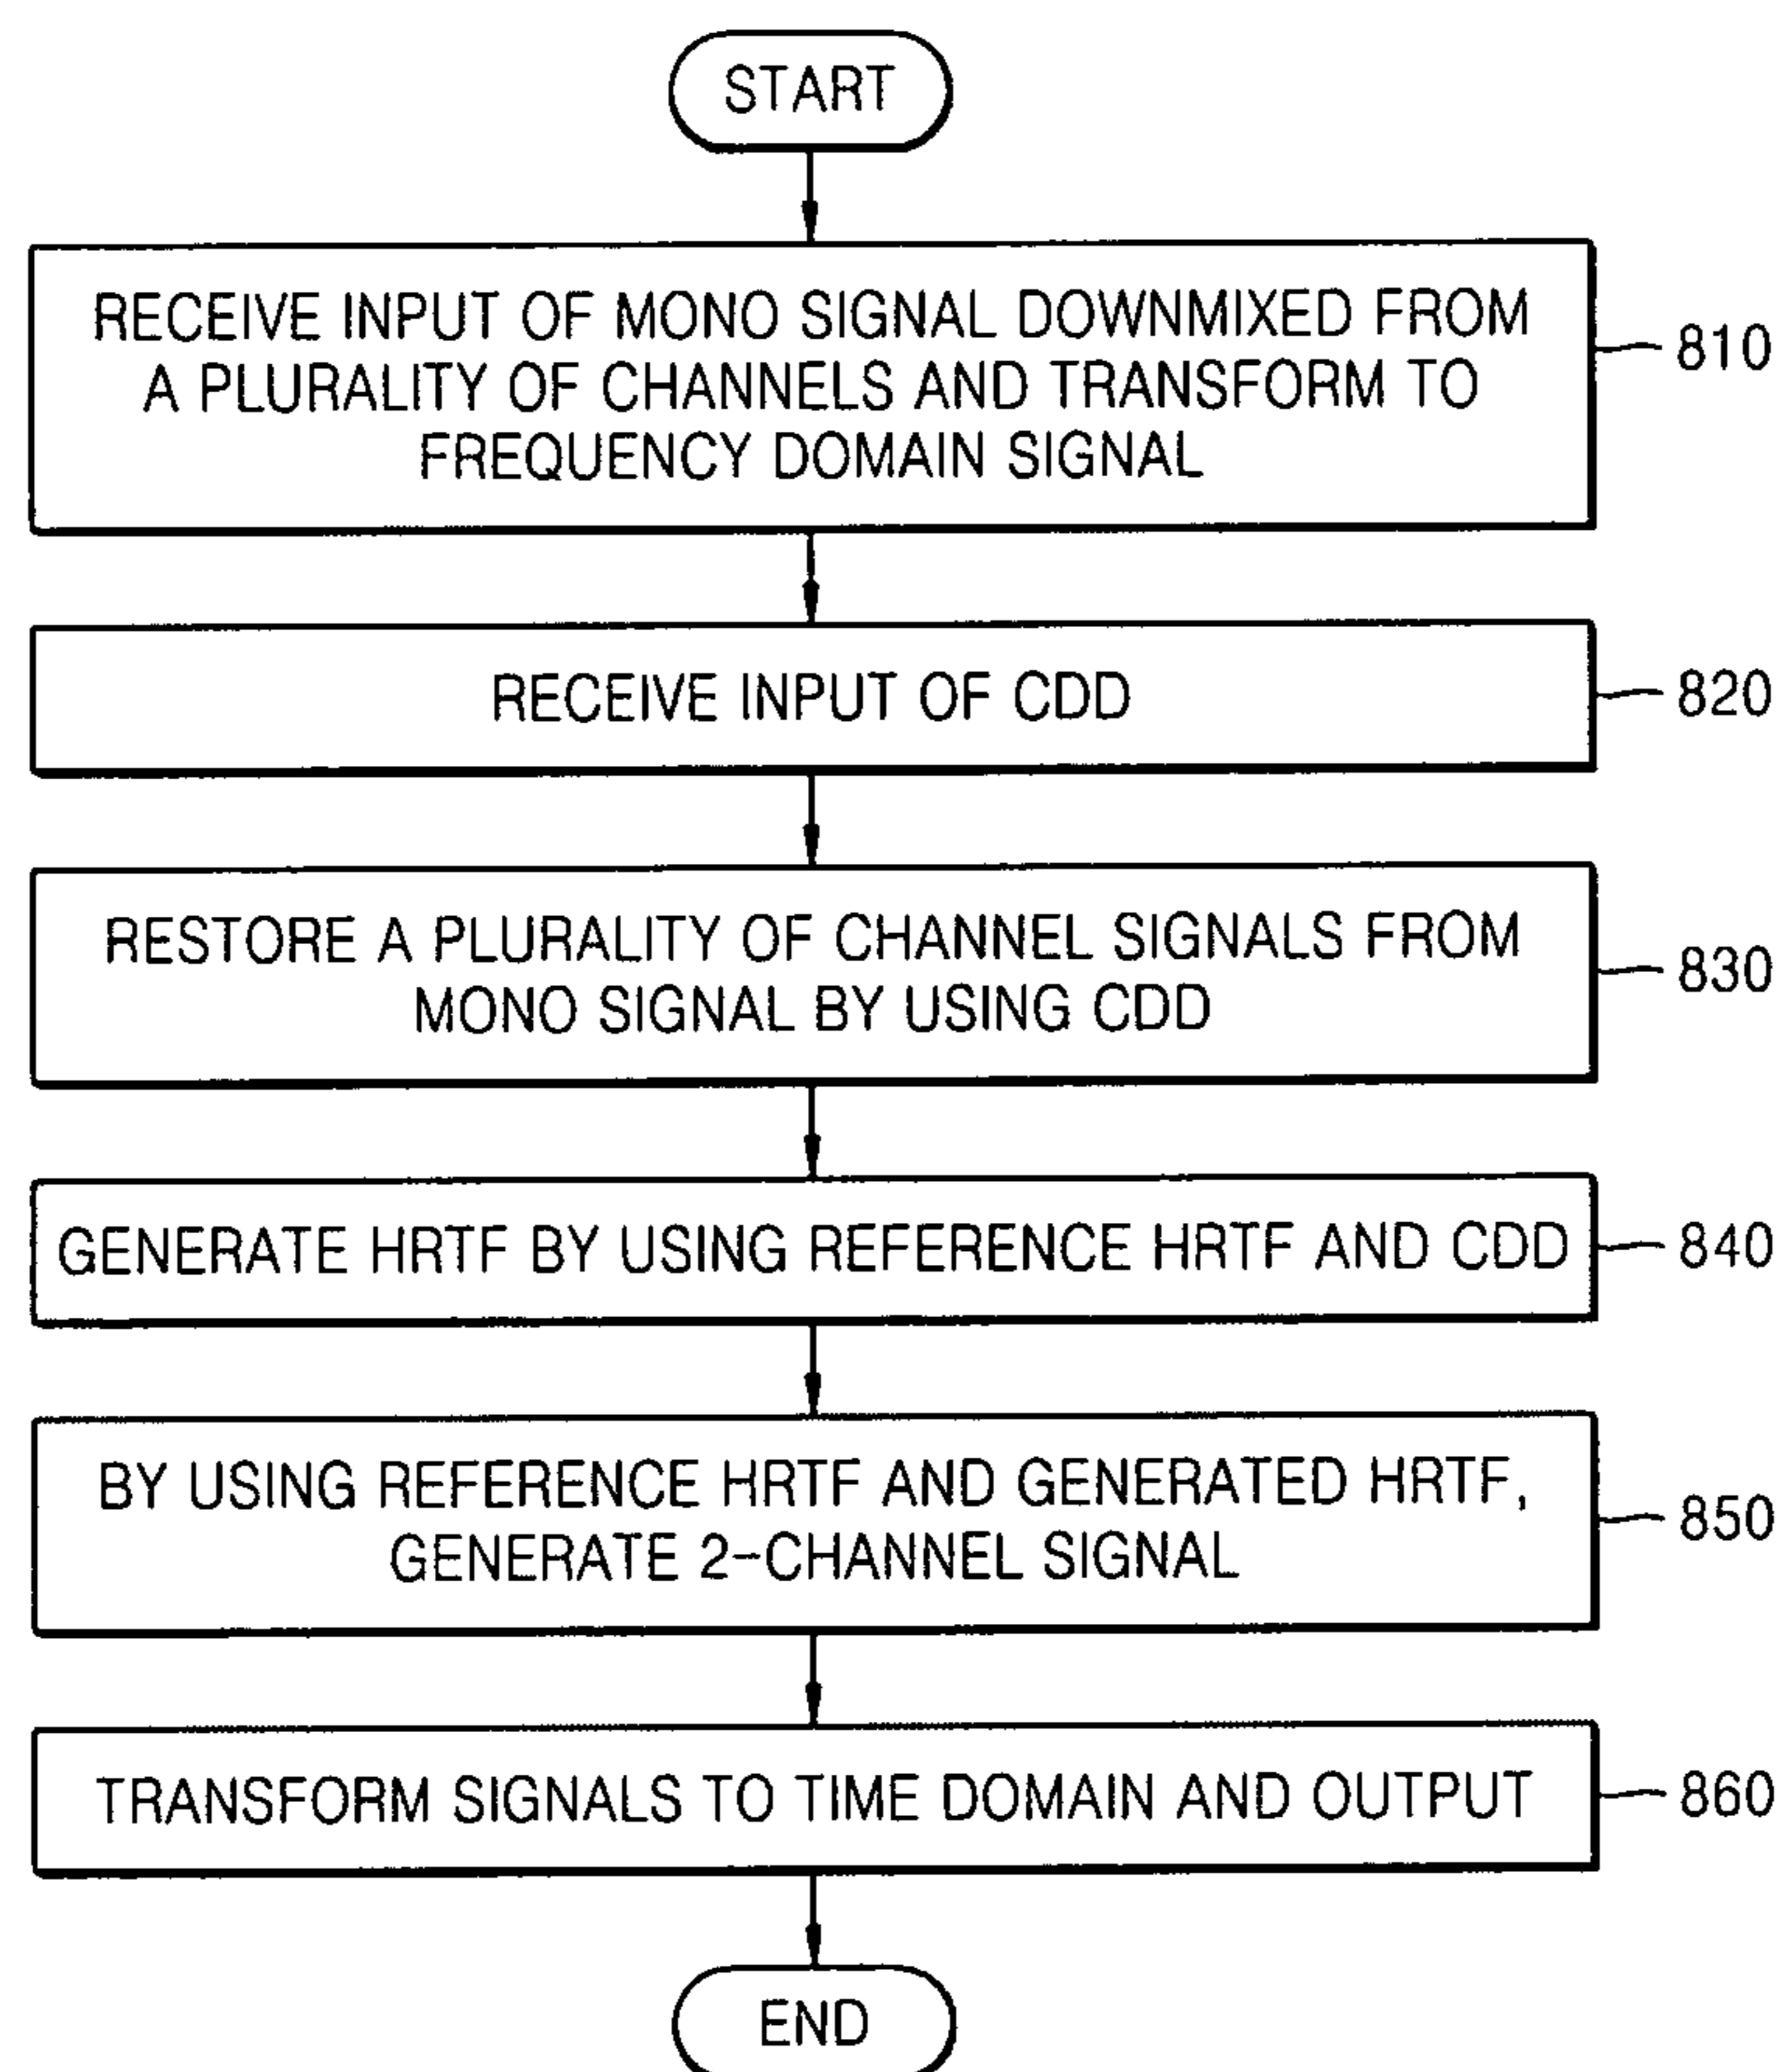 START
RECEIVE INPUT OF MONO SIGNAL DOWNMIXED FROM
A PLURALITY OF CHANNELS AND TRANSFORM TO
FREQUENCY DOMAIN SIGNAL
810
RECEIVE INPUT OF CDD
820
RESTORE A PLURALITY OF CHANNEL SIGNALS FROM
MONO SIGNAL BY USING CDD
830
GENERATE HRTF BY USING REFERENCE HRTF AND CDD
840
BY USING REFERENCE HRTF AND GENERATED HRTF,
GENERATE 2-CHANNEL SIGNAL
850
TRANSFORM SIGNALS TO TIME DOMAIN AND OUTPUT
860
END